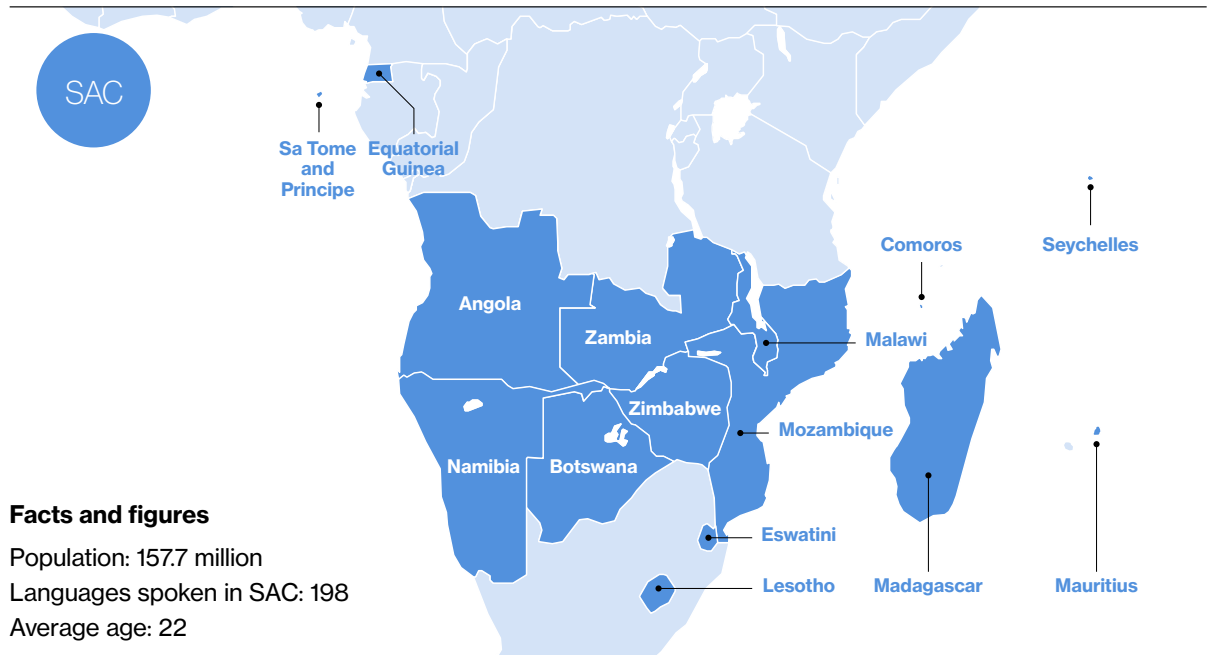 SAC
Sa Tome
and
Principe
Equatorial
Guinea
Seychelles
Comoros
Angola
Zambia
Malawi
Zimbabwe
Mozambique
Namibia
Botswana
Eswatini
Lesotho
Madagascar
Mauritius
Facts and figures
Population: 157.7 million
Languages spoken in SAC: 198
Average age: 22